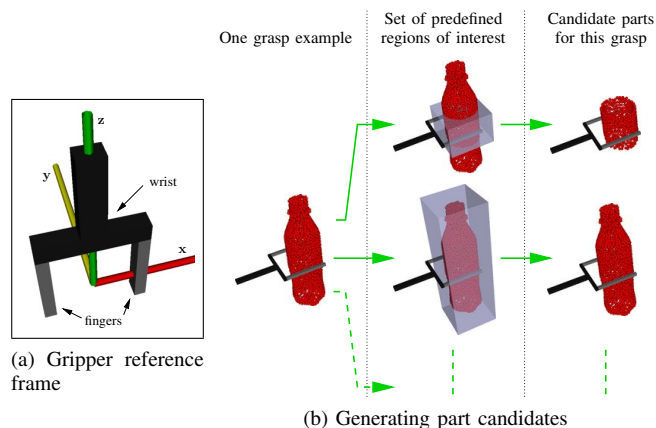 One grasp example
Set of predefined
regions of interest
Candidate parts
for this grasp
z
y
wrist
x
fingers
(a) Gripper reference
frame
(b) Generating part candidates